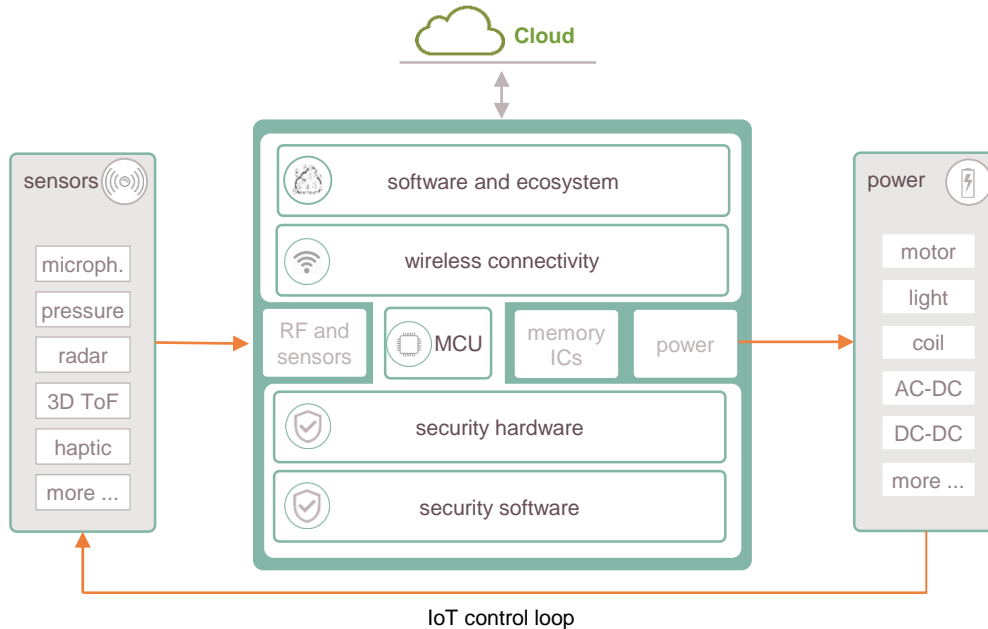 Cloud
sensors
microph.
pressure
radar
3D ToF
haptic
more ...
software and ecosystem
wireless connectivity
RF and
sensors
MCU
memory
ICs
power
security hardware
security software
power
motor
light
coil
AC-DC
DC-DC
more ...
IoT control loop